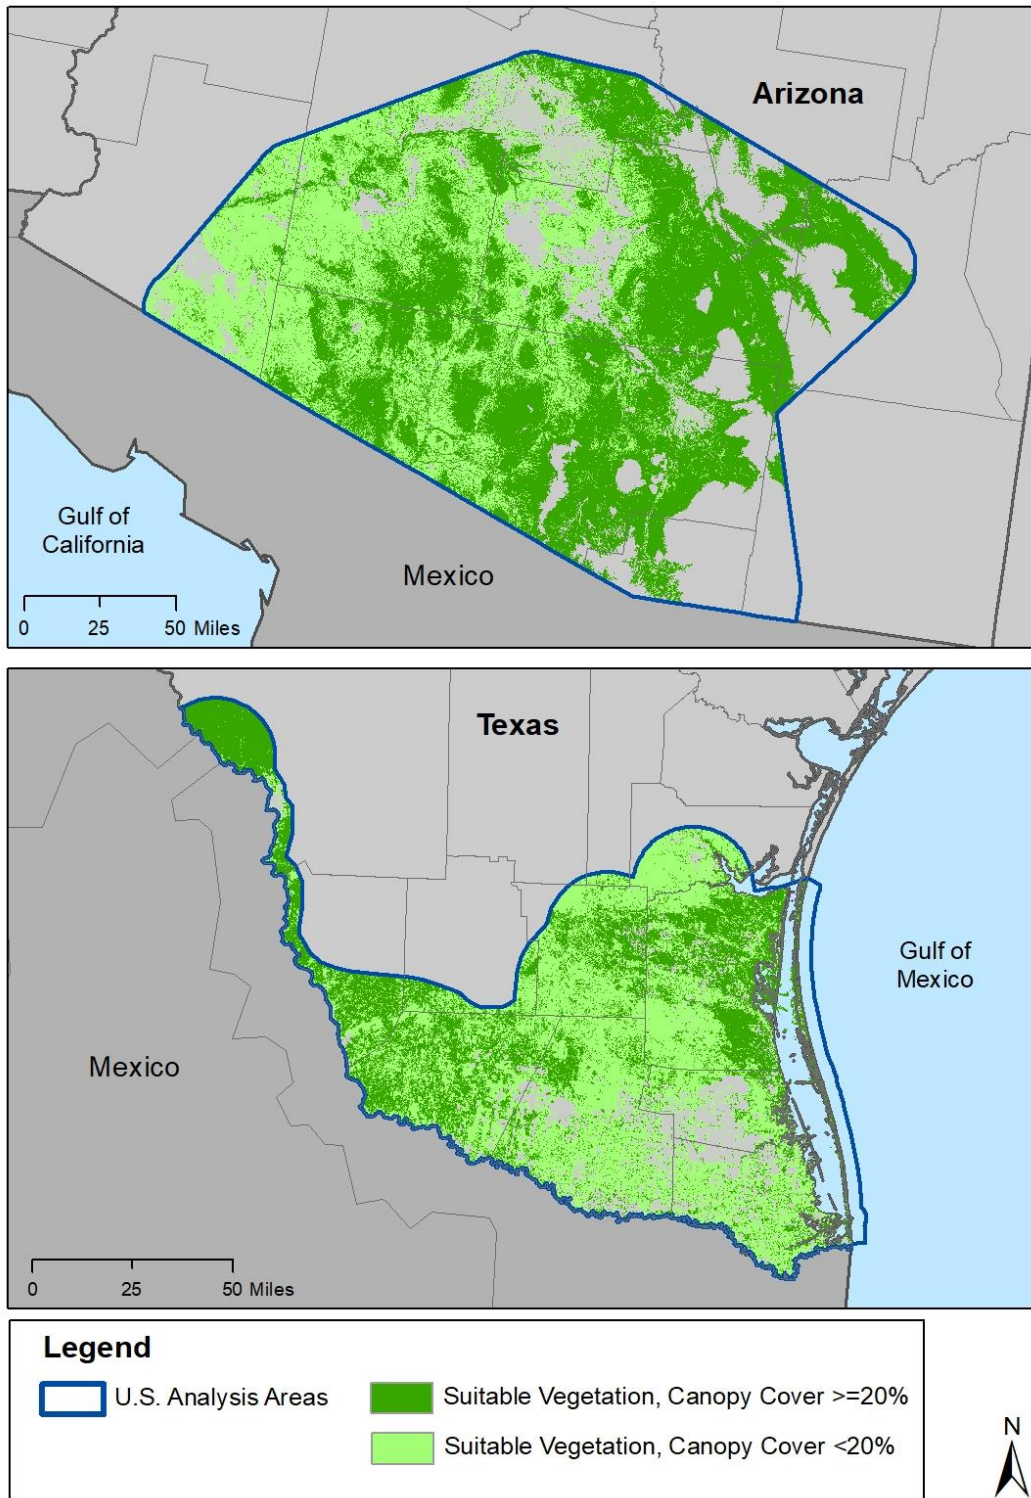 Arizona
Gulf of
California
Mexico
0 25 50 Miles
Texas
Gulf of
Mexico
Mexico
0 25 50 Miles
Legend
U.S. Analysis Areas
Suitable Vegetation, Canopy Cover >=20%
Suitable Vegetation, Canopy Cover <20%
N